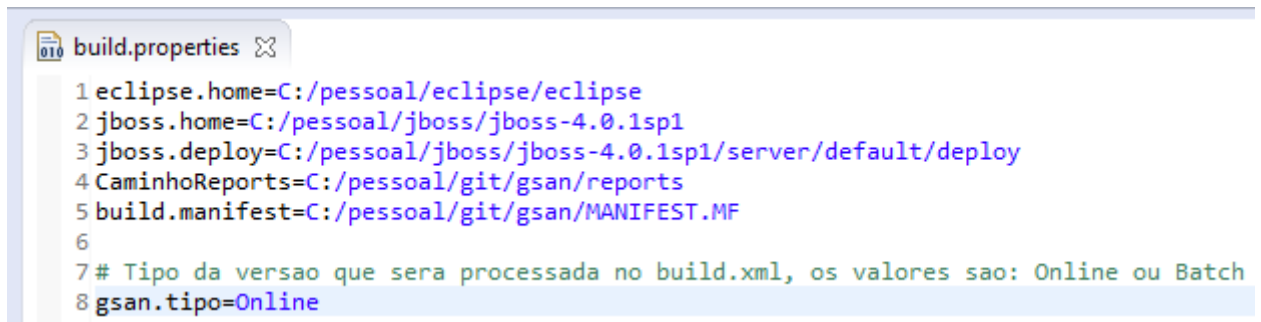 build.properties
1 eclipse.home=C:/pessoal/eclipse/eclipse
2 jboss.home=C:/pessoal/jboss/jboss-4.0.1sp1
3 jboss.deploy=C:/pessoal/jboss/jboss-4.0.1sp1/server/default/deploy
4 CaminhoReports=C:/pessoal/git/gsan/reports
5 build.manifest=C:/pessoal/git/gsan/MANIFEST.MF
6
7 # Tipo da versao que sera processada no build.xml, os valores sao: Online ou Batch
8 gsan.tipo=Online